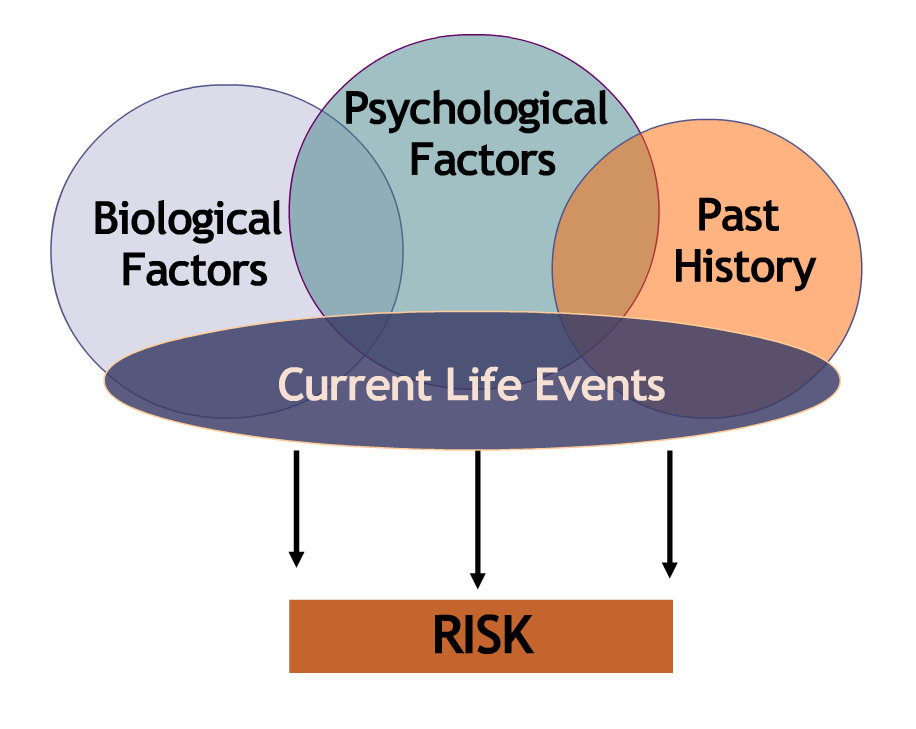 Psychological
Factors
Biological
Factors
Past
History
Current Life Events
RISK